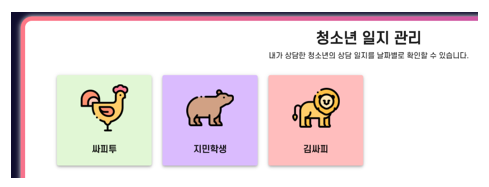 청소년 일지 관리
내가 상담한 청소년의 상담 일지를 날짜별로 확인할 수 있습니다.
싸피투
지민학생
김싸피